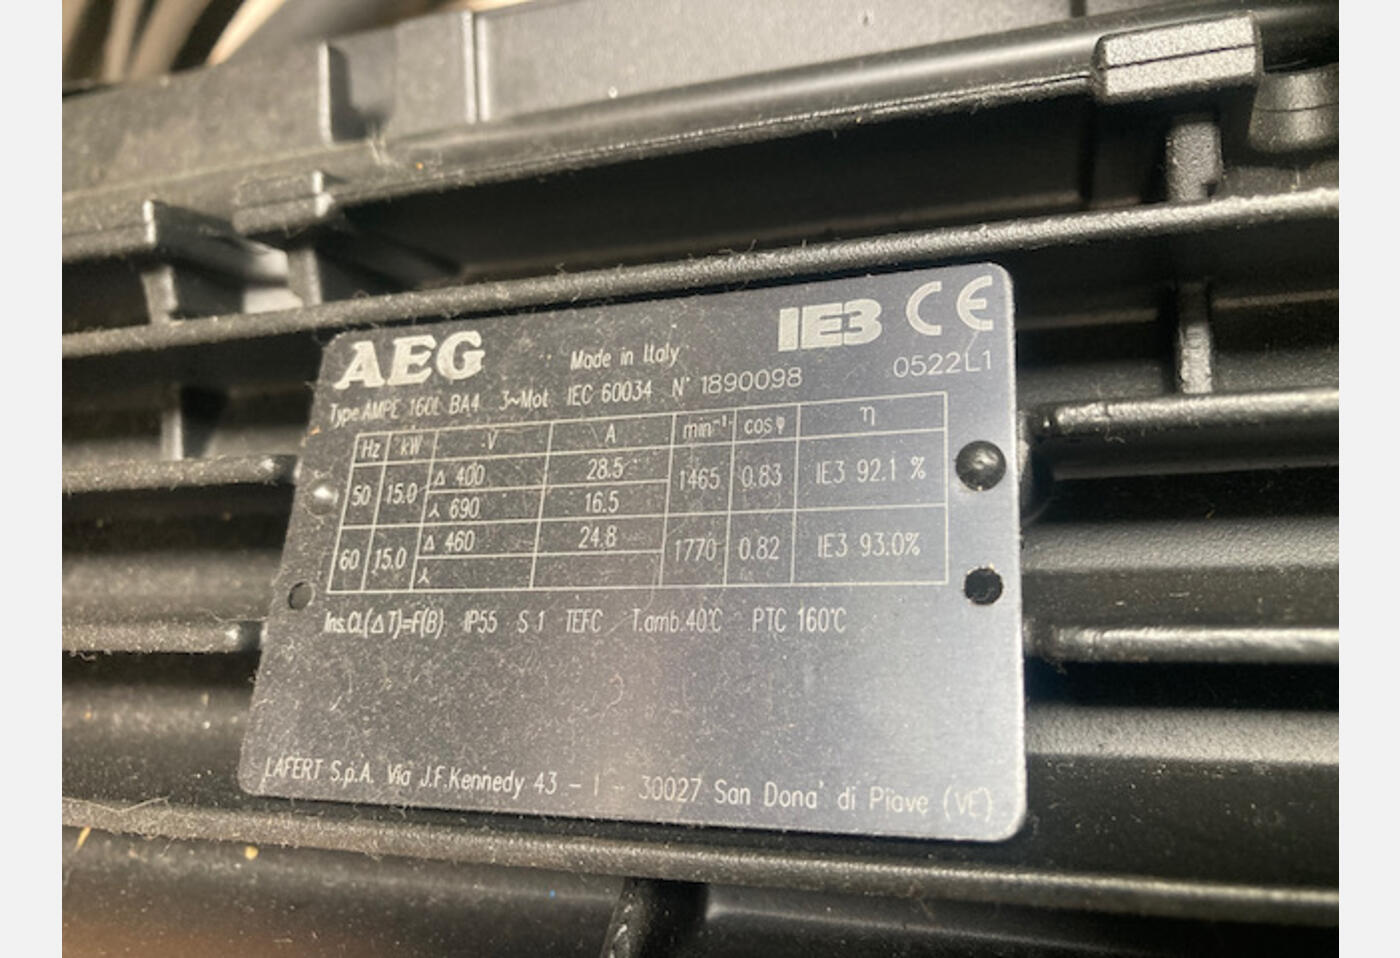 AEG Made in Italy IE3 CE
0522L1
Type AMPE 160L BA4 3~Mot IEC 60034 N° 1890098
Hz kW V A min⁻¹ cosφ η
50 15.0 Δ 400 28.5 1465 0.83 IE3 92.1 %
⅄ 690 16.5
60 15.0 Δ 460 24.8 1770 0.82 IE3 93.0%
⅄
Ins.Cl.(ΔT)=F(B) IP55 S1 TEFC T.amb.40°C PTC 160°C
LAFERT S.p.A. Via J.F.Kennedy 43 - I - 30027 San Dona' di Piave (VE)